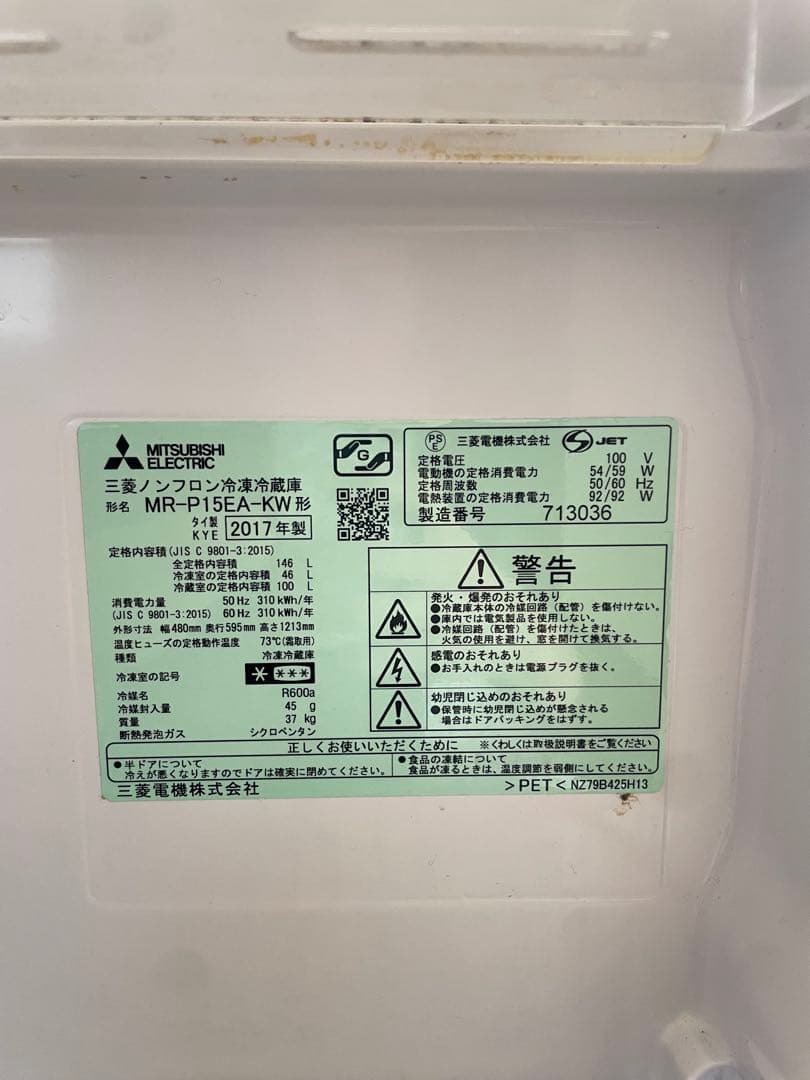 MITSUBISHI
ELECTRIC
G
三菱ノンフロン冷凍冷蔵庫
形名 MR-P15EA-KW形
タイ製
KYE
2017年製
PS
E
三菱電機株式会社 S JET
定格電圧 100 V
電動機の定格消費電力 54/59 W
定格周波数 50/60 Hz
電熱装置の定格消費電力 92/92 W
製造番号 713036
定格内容積(JIS C 9801-3:2015)
全定格内容積 146 L
冷凍室の定格内容積 46 L
冷蔵室の定格内容積 100 L
消費電力量 50Hz 310kWh/年
(JIS C 9801-3:2015) 60Hz 310kWh/年
外形寸法 幅480mm 奥行595mm 高さ1213mm
温度ヒューズの定格動作温度 73℃(霜取用)
種類 冷凍冷蔵庫
冷凍室の記号 * ***
冷媒名 R600a
冷媒封入量 45 g
質量 37 kg
断熱発泡ガス シクロペンタン
警告
発火・爆発のおそれあり
●冷蔵庫本体の冷媒回路(配管)を傷付けない。
●庫内では電気製品を使用しない。
●冷媒回路(配管)を傷付けたときは、
火気の使用を避け、窓を開けて換気する。
感電のおそれあり
●お手入れのときは電源プラグを抜く。
幼児閉じ込めのおそれあり
●保管時に幼児閉じ込めが懸念される
場合はドアパッキングをはずす。
正しくお使いいただくために ※くわしくは取扱説明書をご覧ください
●半ドアについて
冷えが悪くなりますのでドアは確実に閉めてください。
●食品の凍結について
食品が凍るときは、温度調節を弱側にしてください。
三菱電機株式会社 >PET< NZ79B425H13